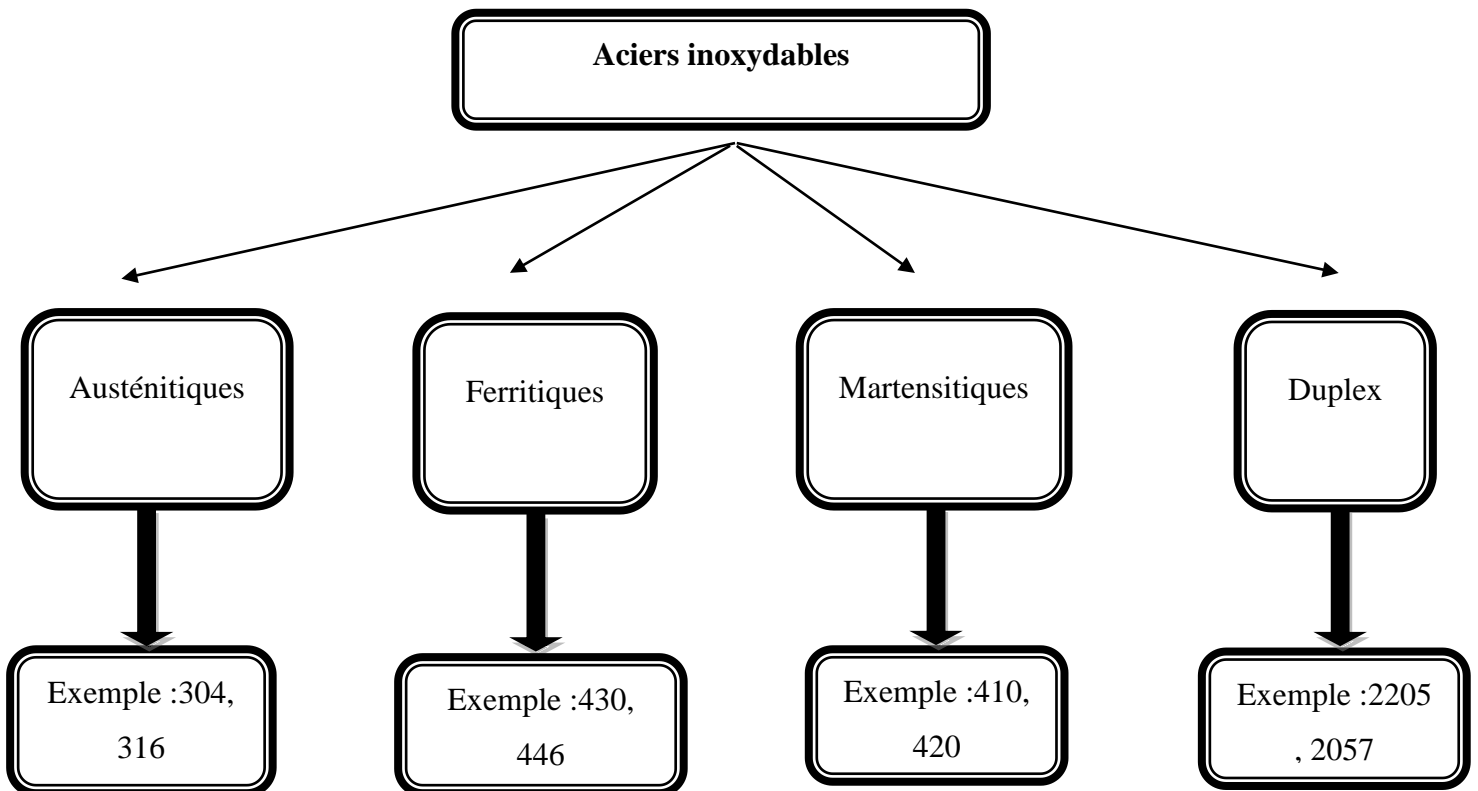 Aciers inoxydables
Austénitiques
Ferritiques
Martensitiques
Duplex
Exemple :304,
316
Exemple :430,
446
Exemple :410,
420
Exemple :2205
, 2057